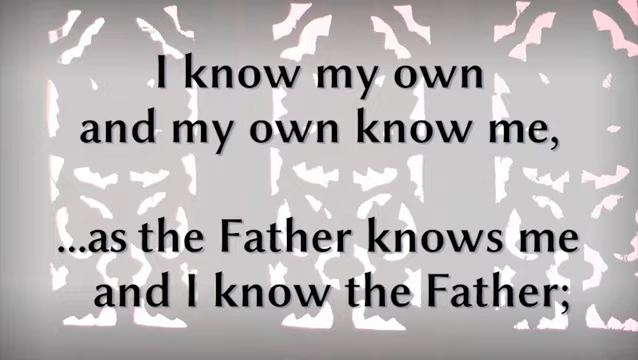 I know my own
and my own know me,
...as the Father knows me
and I know the Father;